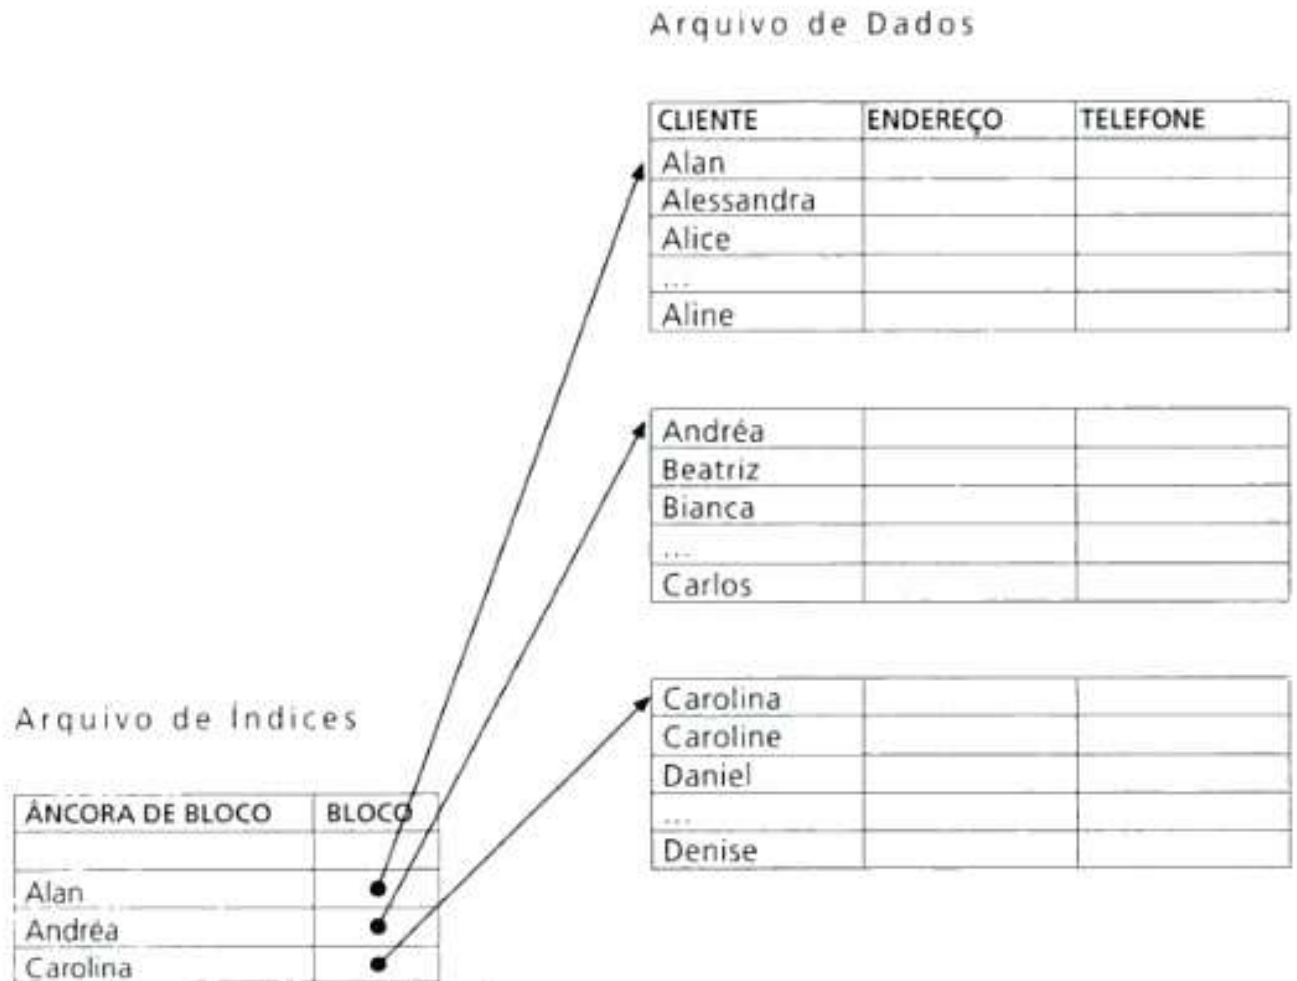 Arquivo de Dados
CLIENTE ENDEREÇO TELEFONE
Alan
Alessandra
Alice
...
Aline
Andréa
Beatriz
Bianca
...
Carlos
Carolina
Caroline
Daniel
...
Denise
Arquivo de Índices
ÂNCORA DE BLOCO BLOCO
Alan
Andréa
Carolina